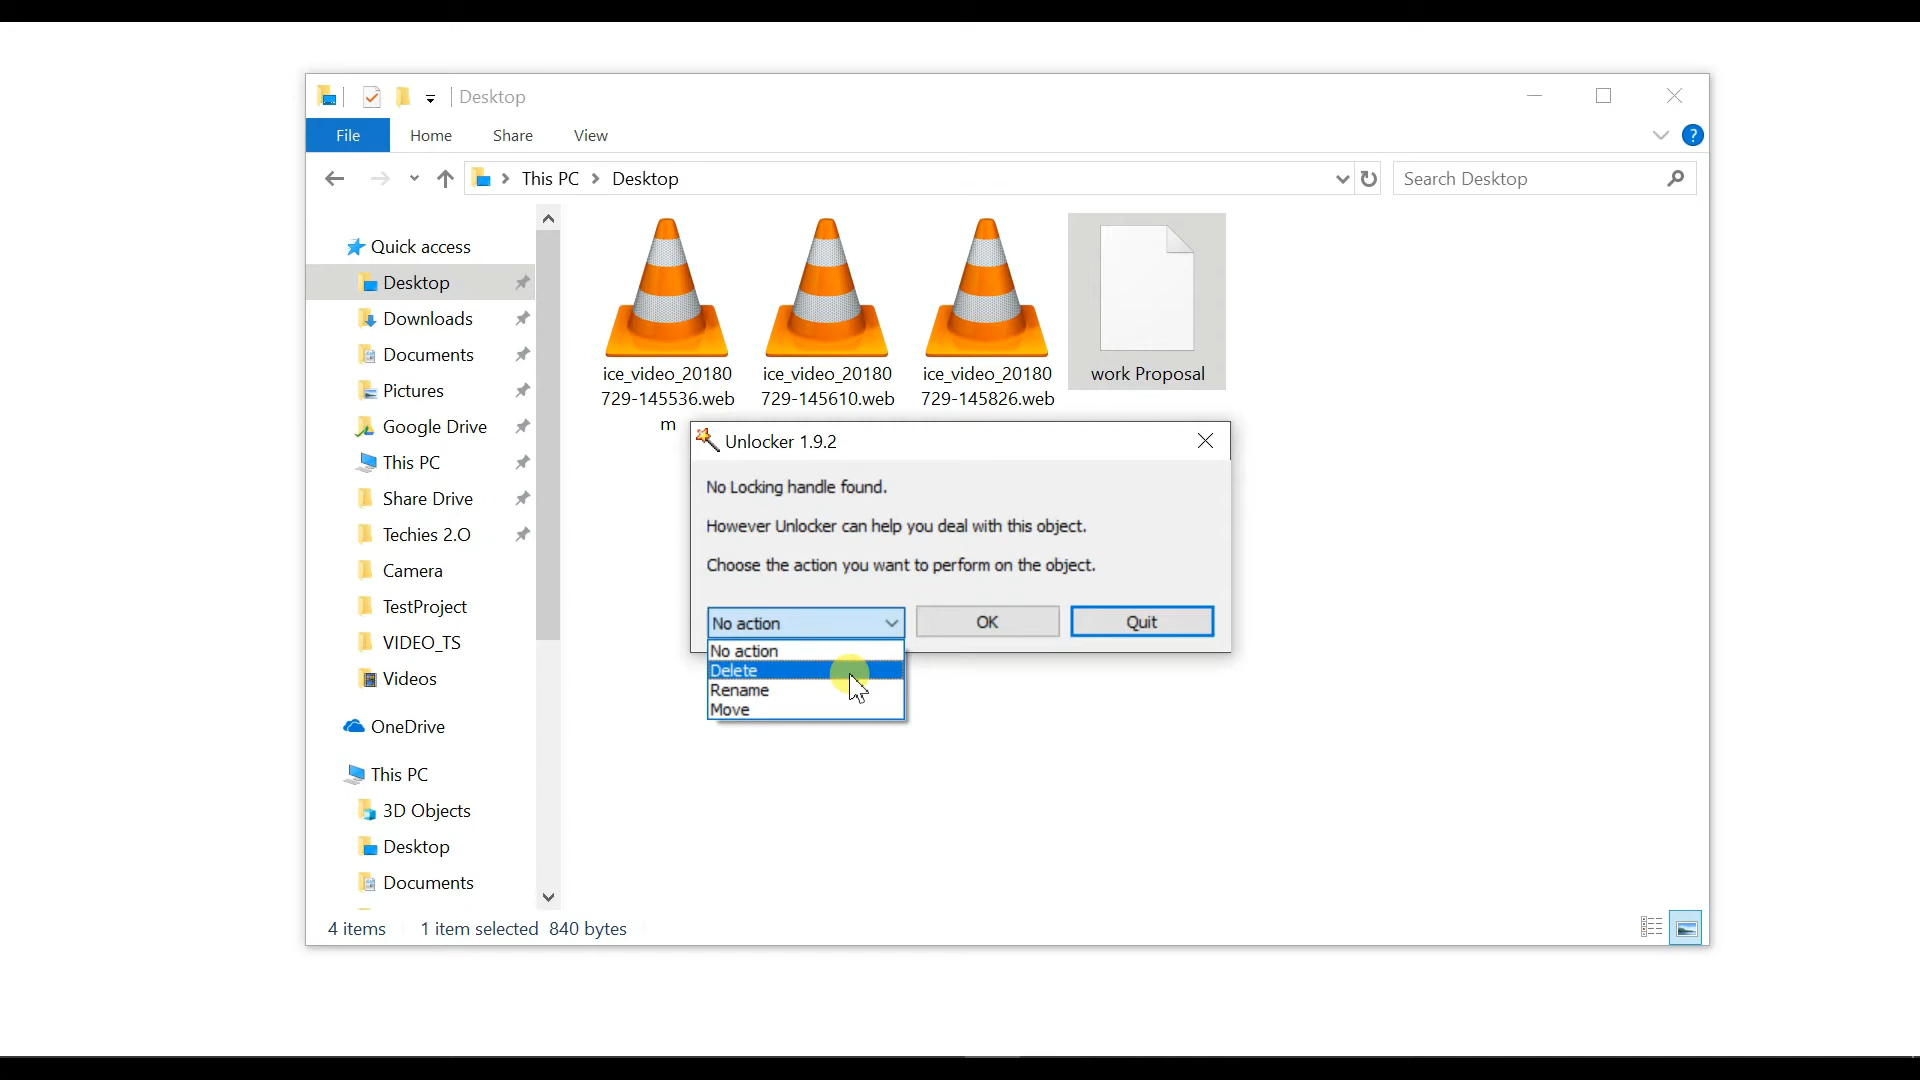 Desktop
File Home Share View
?
This PC Desktop
Search Desktop
Quick access
Desktop
Downloads
Documents
Pictures
Google Drive
This PC
Share Drive
Techies 2.O
Camera
TestProject
VIDEO_TS
Videos
OneDrive
This PC
3D Objects
Desktop
Documents
ice_video_20180
729-145536.web
m
ice_video_20180
729-145610.web
ice_video_20180
729-145826.web
work Proposal
Unlocker 1.9.2
No Locking handle found.
However Unlocker can help you deal with this object.
Choose the action you want to perform on the object.
No action OK Quit
No action
Delete
Rename
Move
4 items 1 item selected 840 bytes